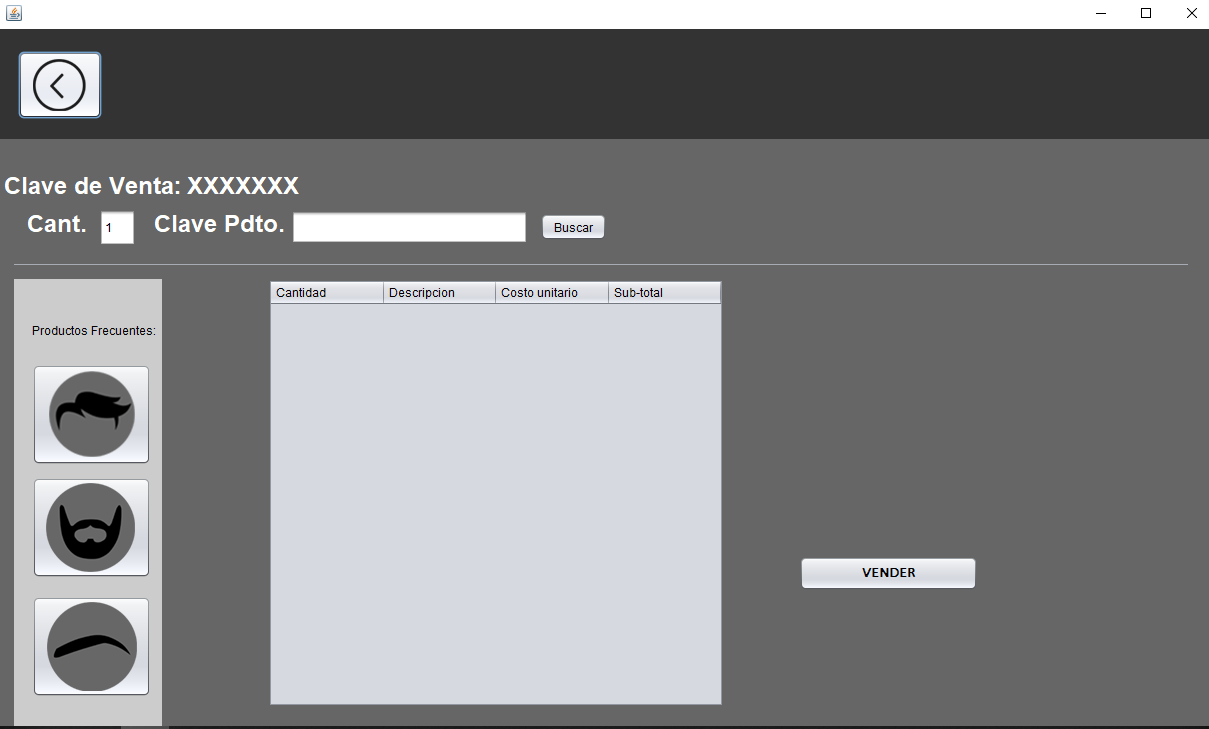 Clave de Venta: XXXXXXX
Cant. 1 Clave Pdto. Buscar
Productos Frecuentes:
Cantidad Descripcion Costo unitario Sub-total
VENDER